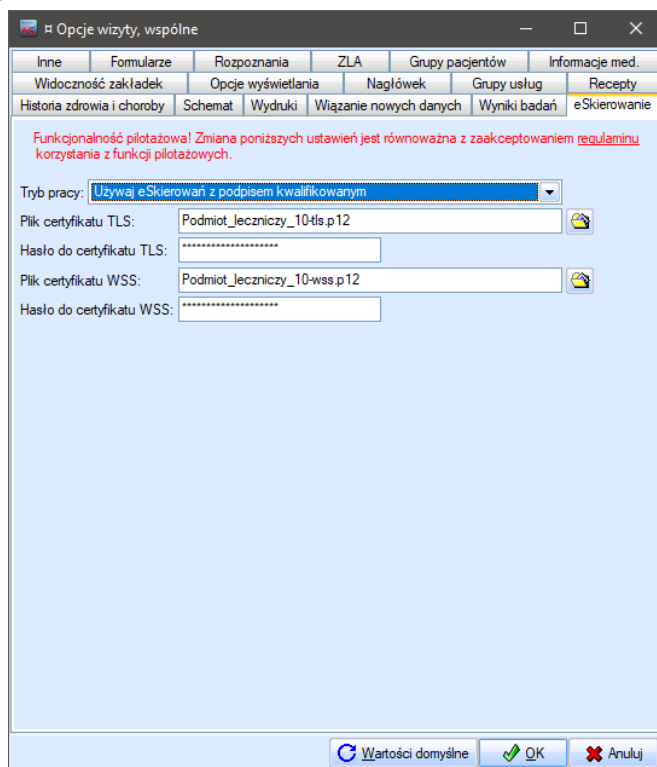 ¤ Opcje wizyty, wspólne
Inne Formularze Rozpoznania ZLA Grupy pacjentów Informacje med.
Widoczność zakładek Opcje wyświetlania Nagłówek Grupy usług Recepty
Historia zdrowia i choroby Schemat Wydruki Wiązanie nowych danych Wyniki badań eSkierowanie
Funkcjonalność pilotażowa! Zmiana poniższych ustawień jest równoważna z zaakceptowaniem regulaminu
korzystania z funkcji pilotażowych.
Tryb pracy: Używaj eSkierowań z podpisem kwalifikowanym
Plik certyfikatu TLS: Podmiot_leczniczy_10-tls.p12
Hasło do certyfikatu TLS: ********************
Plik certyfikatu WSS: Podmiot_leczniczy_10-wss.p12
Hasło do certyfikatu WSS: ********************
Wartości domyślne OK Anuluj